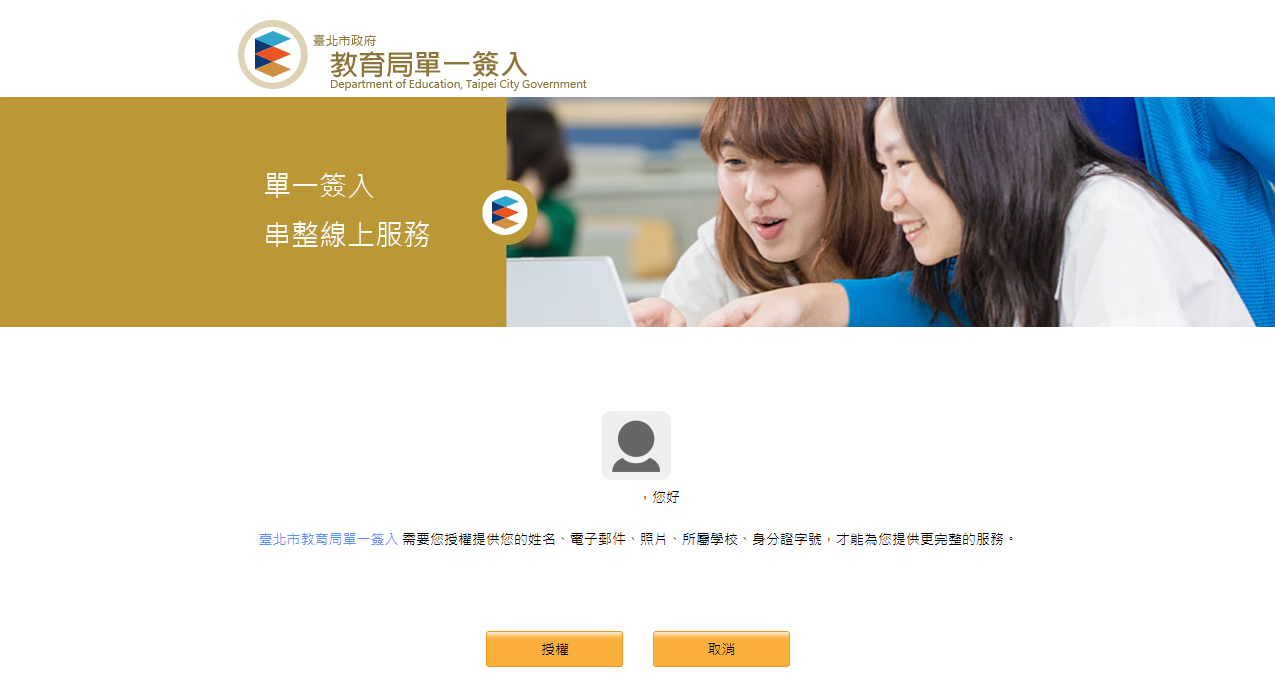 臺北市政府
教育局單一簽入
Department of Education, Taipei City Government
單一簽入
串整線上服務
，您好
臺北市教育局單一簽入 需要您授權提供您的姓名、電子郵件、照片、所屬學校、身分證字號，才能為您提供更完整的服務。
授權
取消